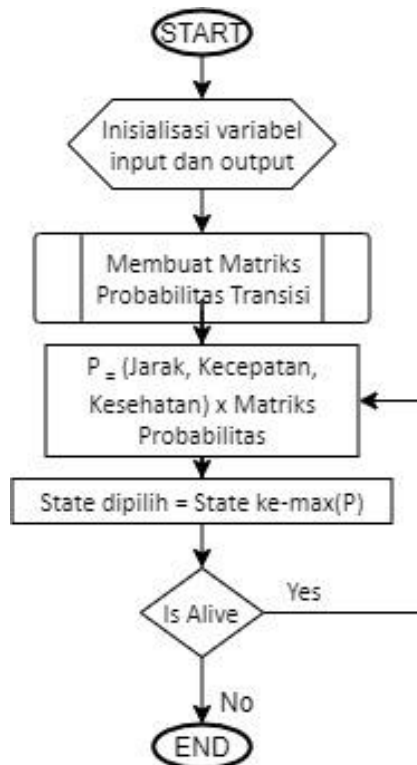 START
Inisialisasi variabel
input dan output
Membuat Matriks
Probabilitas Transisi
P = (Jarak, Kecepatan,
Kesehatan) x Matriks
Probabilitas
State dipilih = State ke-max(P)
Is Alive
Yes
No
END